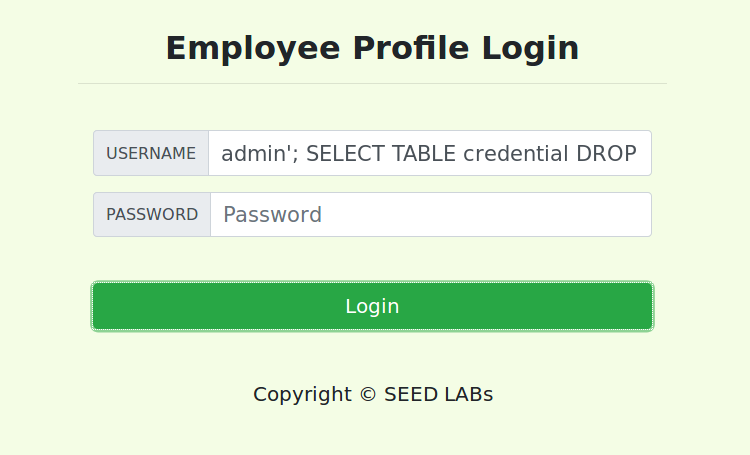 Employee Profile Login
USERNAME admin'; SELECT TABLE credential DROP
PASSWORD Password
Login
Copyright © SEED LABs